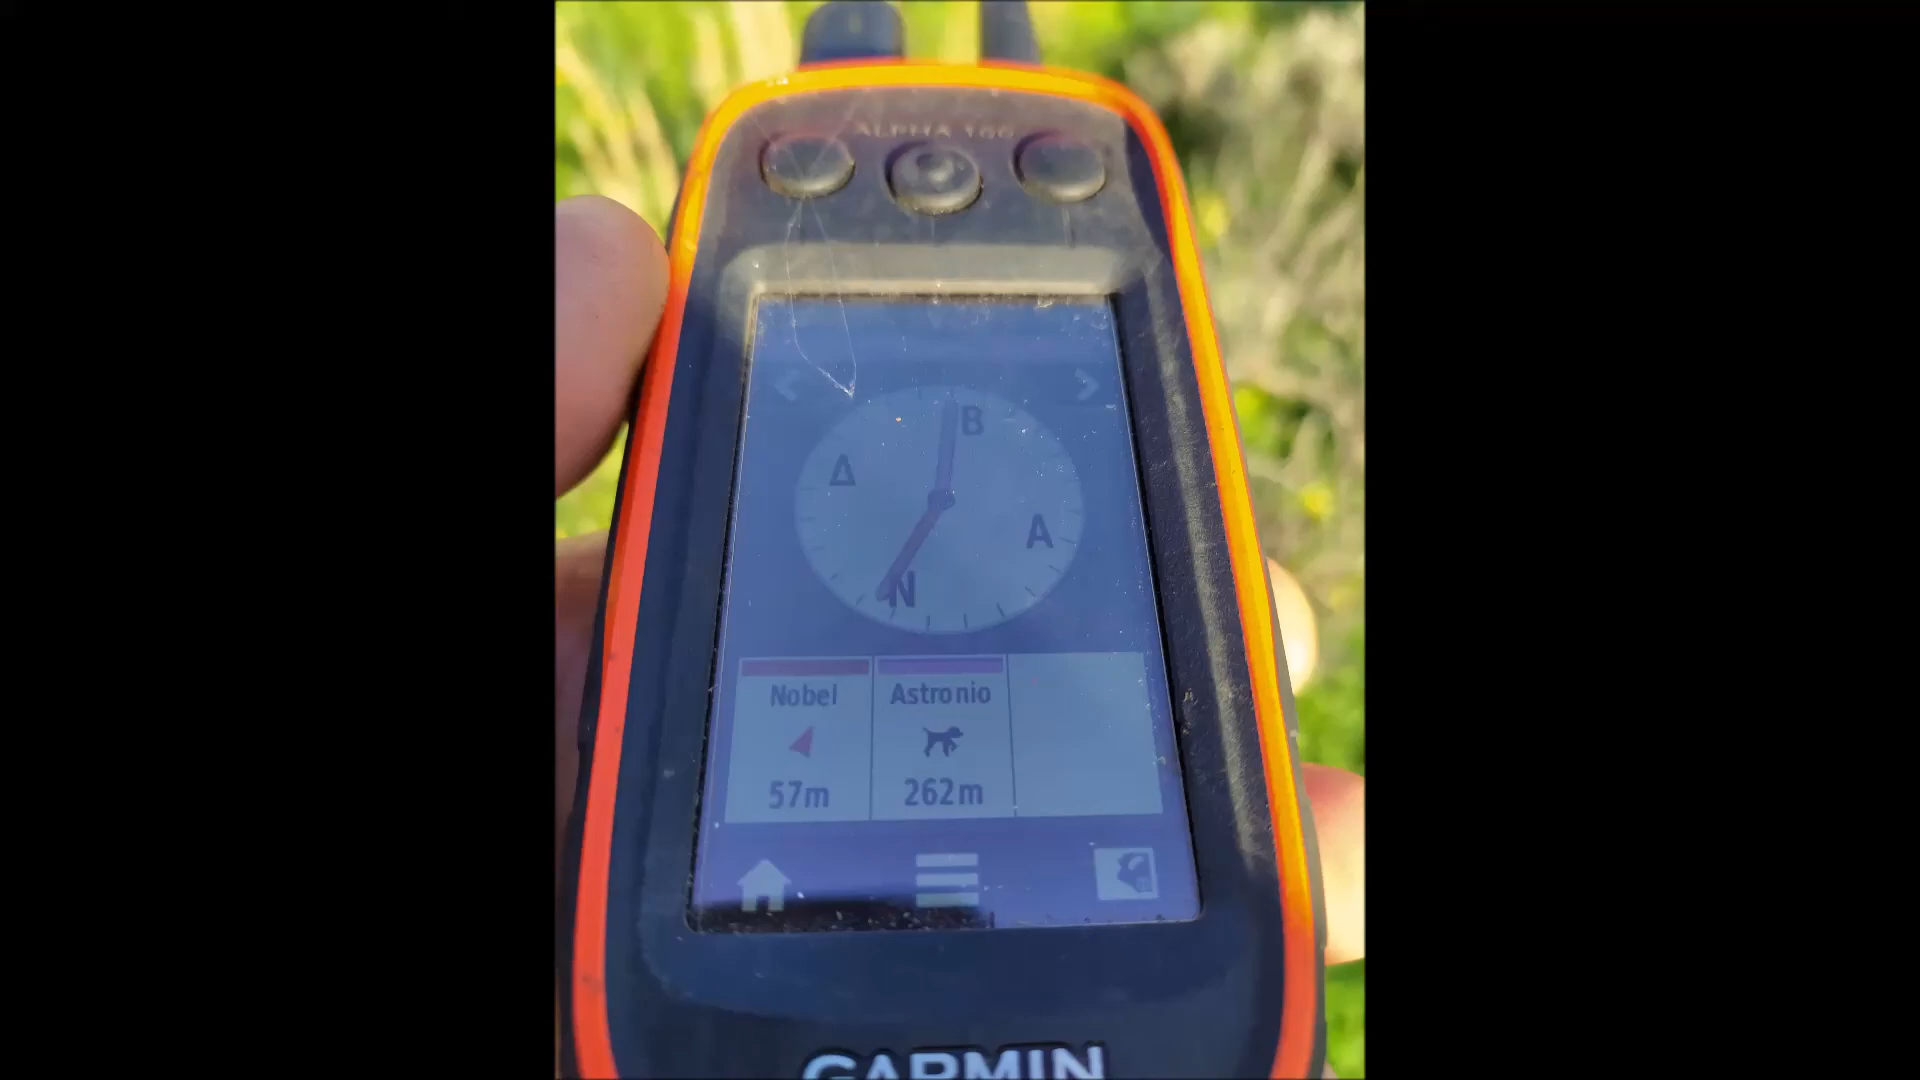 ALPHA 100
B
Δ
A
N
Nobel
Astronio
57m
262m
GARMIN